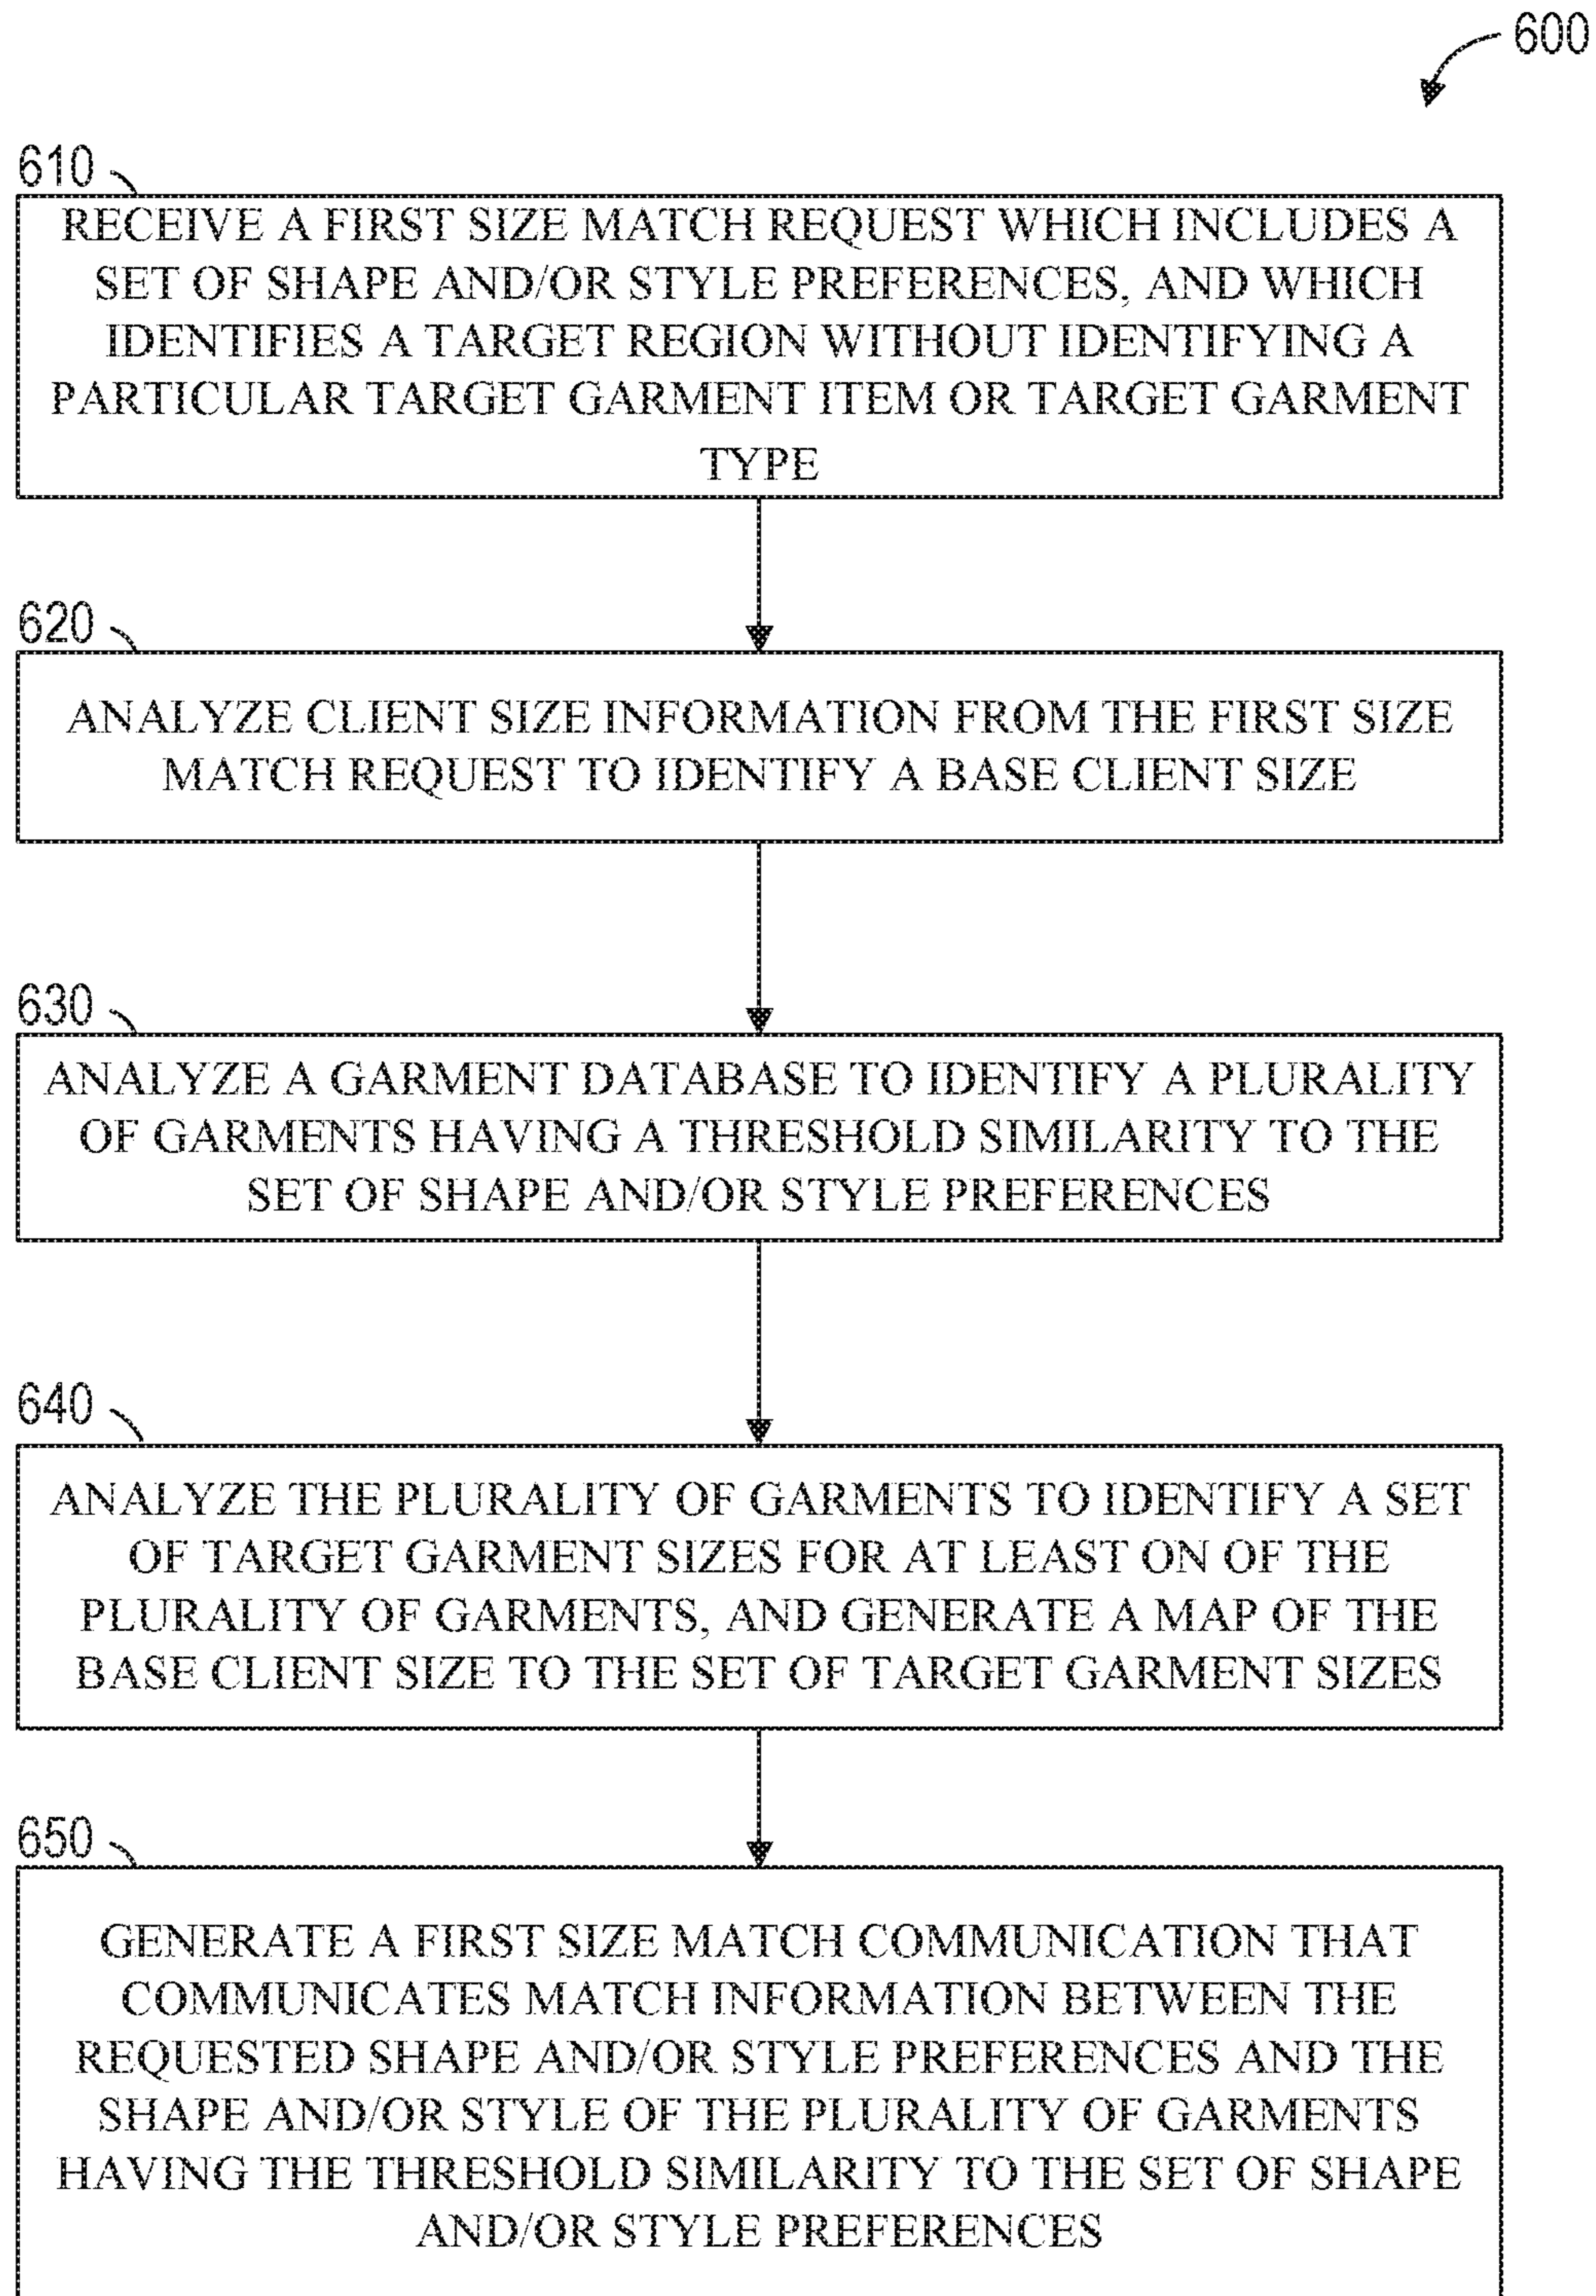 600
610
RECEIVE A FIRST SIZE MATCH REQUEST WHICH INCLUDES A
SET OF SHAPE AND/OR STYLE PREFERENCES, AND WHICH
IDENTIFIES A TARGET REGION WITHOUT IDENTIFYING A
PARTICULAR TARGET GARMENT ITEM OR TARGET GARMENT
TYPE
620
ANALYZE CLIENT SIZE INFORMATION FROM THE FIRST SIZE
MATCH REQUEST TO IDENTIFY A BASE CLIENT SIZE
630
ANALYZE A GARMENT DATABASE TO IDENTIFY A PLURALITY
OF GARMENTS HAVING A THRESHOLD SIMILARITY TO THE
SET OF SHAPE AND/OR STYLE PREFERENCES
640
ANALYZE THE PLURALITY OF GARMENTS TO IDENTIFY A SET
OF TARGET GARMENT SIZES FOR AT LEAST ON OF THE
PLURALITY OF GARMENTS, AND GENERATE A MAP OF THE
BASE CLIENT SIZE TO THE SET OF TARGET GARMENT SIZES
650
GENERATE A FIRST SIZE MATCH COMMUNICATION THAT
COMMUNICATES MATCH INFORMATION BETWEEN THE
REQUESTED SHAPE AND/OR STYLE PREFERENCES AND THE
SHAPE AND/OR STYLE OF THE PLURALITY OF GARMENTS
HAVING THE THRESHOLD SIMILARITY TO THE SET OF SHAPE
AND/OR STYLE PREFERENCES